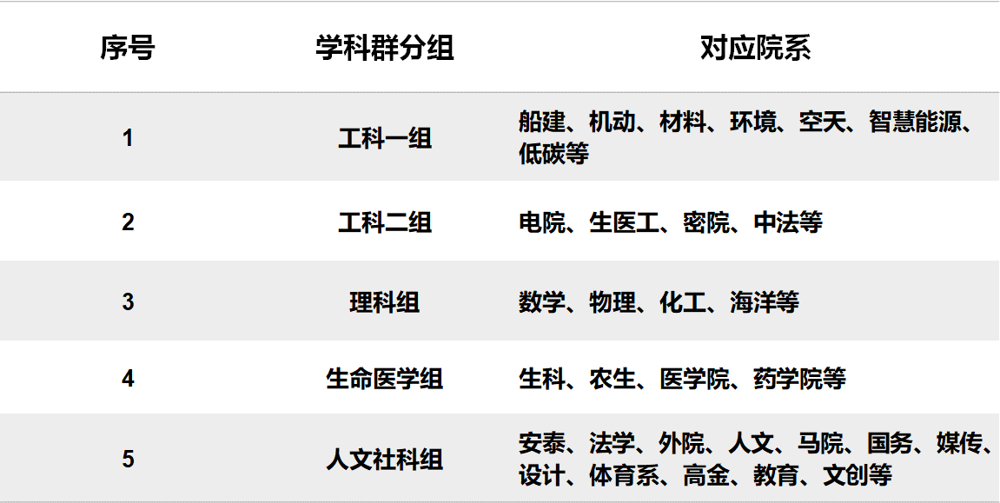 序号 学科群分组 对应院系
1 工科一组 船建、机动、材料、环境、空天、智慧能源、
低碳等
2 工科二组 电院、生医工、密院、中法等
3 理科组 数学、物理、化工、海洋等
4 生命医学组 生科、农生、医学院、药学院等
5 人文社科组 安泰、法学、外院、人文、马院、国务、媒传、
设计、体育系、高金、教育、文创等